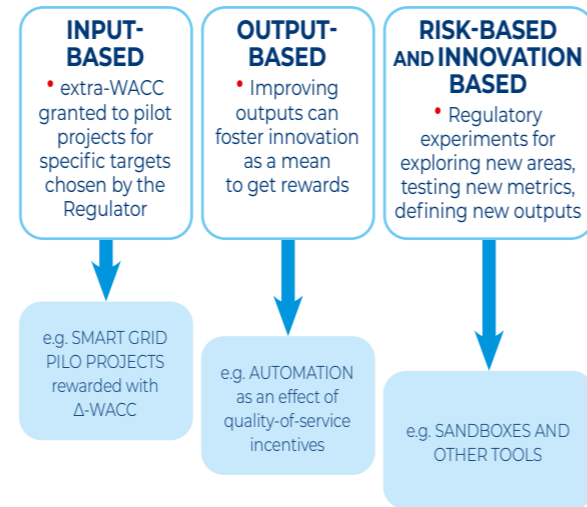 INPUT-
BASED
• extra-WACC
granted to pilot
projects for
specific targets
chosen by the
Regulator
e.g. SMART GRID
PILO PROJECTS
rewarded with
Δ-WACC
OUTPUT-
BASED
• Improving
outputs can
foster innovation
as a mean
to get rewards
e.g. AUTOMATION
as an effect of
quality-of-service
incentives
RISK-BASED
AND INNOVATION
BASED
• Regulatory
experiments for
exploring new areas,
testing new metrics,
defining new outputs
e.g. SANDBOXES AND
OTHER TOOLS